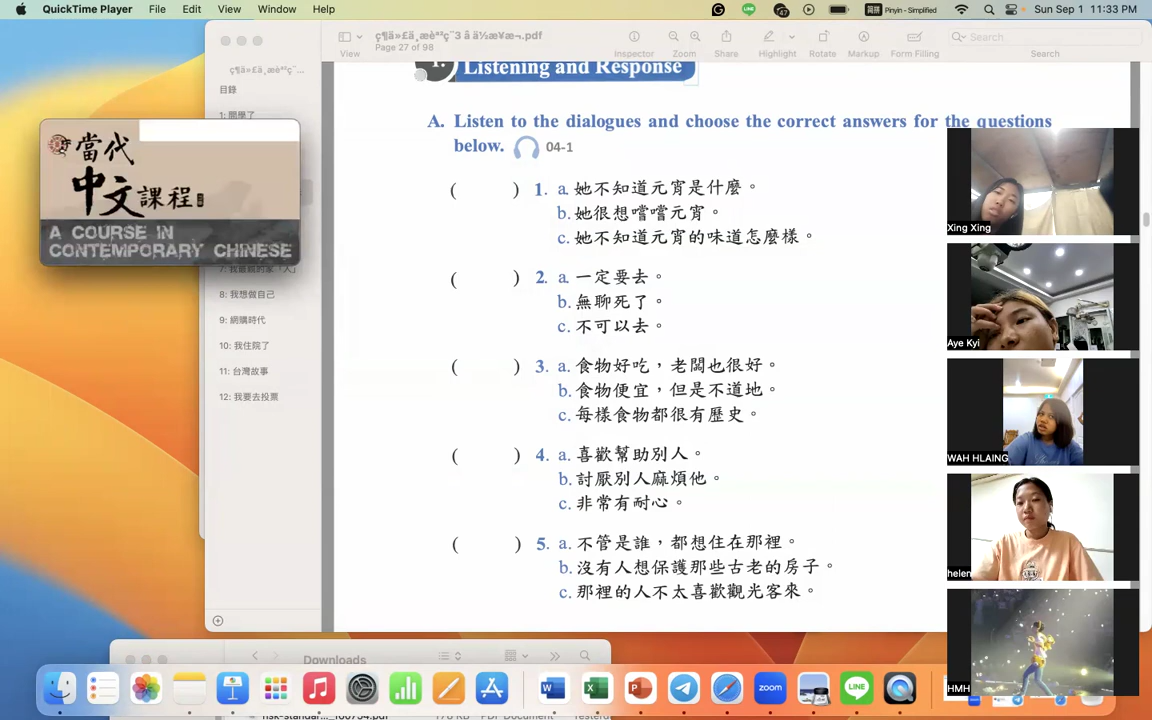 QuickTime Player File Edit View Window Help
47
拼 Pinyin - Simplified
Sun Sep 1 11:33 PM
Page 27 of 98
View
Inspector Zoom Share Highlight Rotate Markup Form Filling Search
Search
目錄
1: 開學了
8: 我想做自己
9: 網購時代
10: 我住院了
11: 台灣故事
12: 我要去投票
當代
中文課程
A COURSE IN
CONTEMPORARY CHINESE
Listening and Response
A. Listen to the dialogues and choose the correct answers for the questions
below. 04-1
( ) 1. a. 她不知道元宵是什麼。
b. 她很想嚐嚐元宵。
c. 她不知道元宵的味道怎麼樣。
( ) 2. a. 一定要去。
b. 無聊死了。
c. 不可以去。
( ) 3. a. 食物好吃，老闆也很好。
b. 食物便宜，但是不道地。
c. 每樣食物都很有歷史。
( ) 4. a. 喜歡幫助別人。
b. 討厭別人麻煩他。
c. 非常有耐心。
( ) 5. a. 不管是誰，都想住在那裡。
b. 沒有人想保護那些古老的房子。
c. 那裡的人不太喜歡觀光客來。
Xing Xing
Aye Kyi
WAH HLAING
helen
HMH
Downloads
zoom
LINE